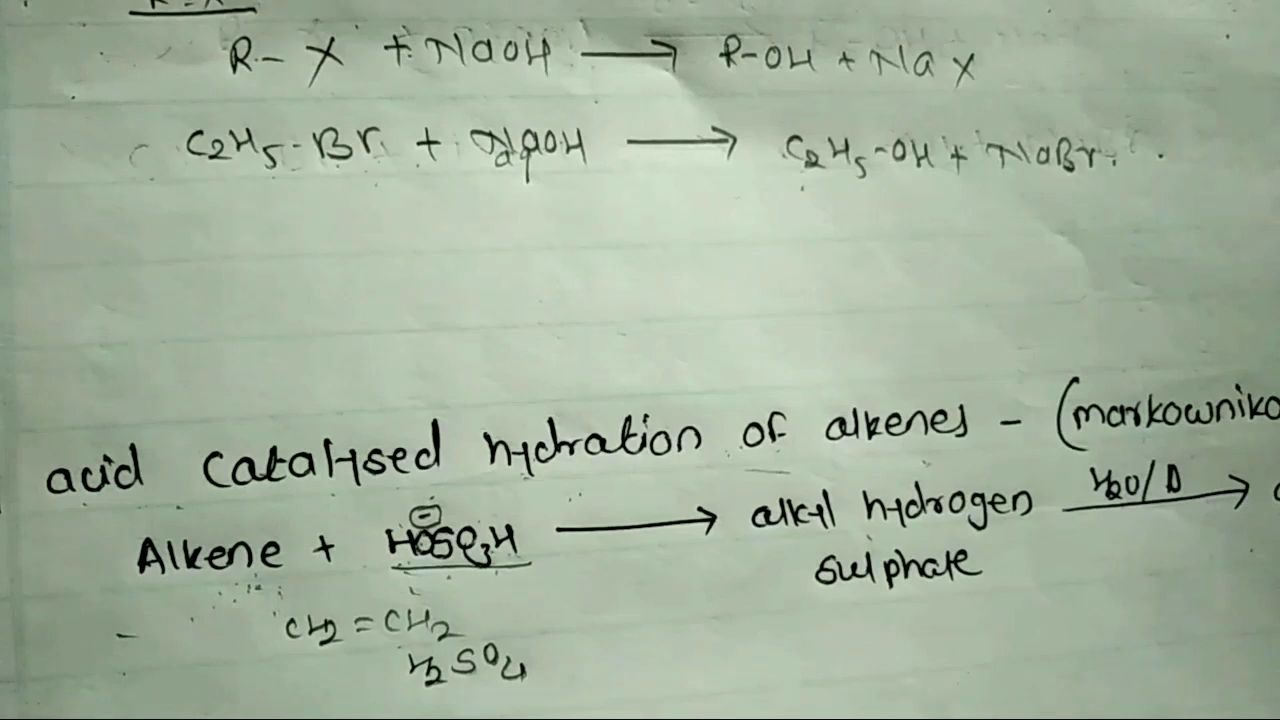 R-X + NaOH ⟶ R-OH + NaX
C2H5-Br + NaOH ⟶ C2H5-OH + NaBr.
acid catalysed hydration of alkenes - (markowniko
Alkene + HOSO3H ⟶ alkyl hydrogen sulphate H2O/Δ ⟶
⊖
CH2=CH2
H2SO4